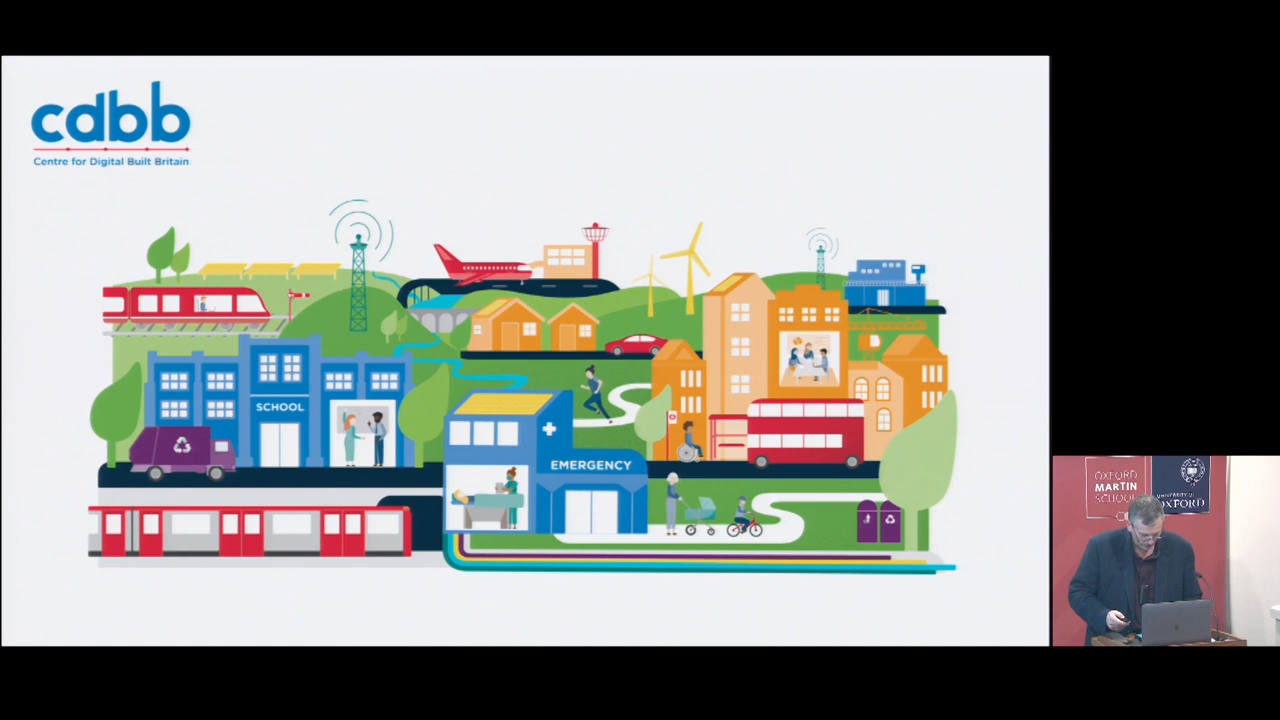 cdbb
Centre for Digital Built Britain
SCHOOL
EMERGENCY
OXFORD
MARTIN
SCHOOL
UNIVERSITY OF
OXFORD